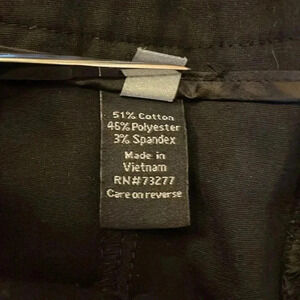 51% Cotton
46% Polyester
3% Spandex
Made in
Vietnam
RN#73277
Care on reverse